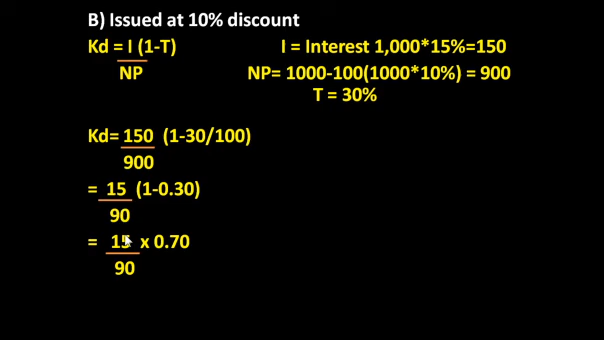 B) Issued at 10% discount
Kd = I (1-T) I = Interest 1,000*15%=150
NP NP= 1000-100(1000*10%) = 900
T = 30%
Kd= 150 (1-30/100)
900
= 15 (1-0.30)
90
= 15 x 0.70
90